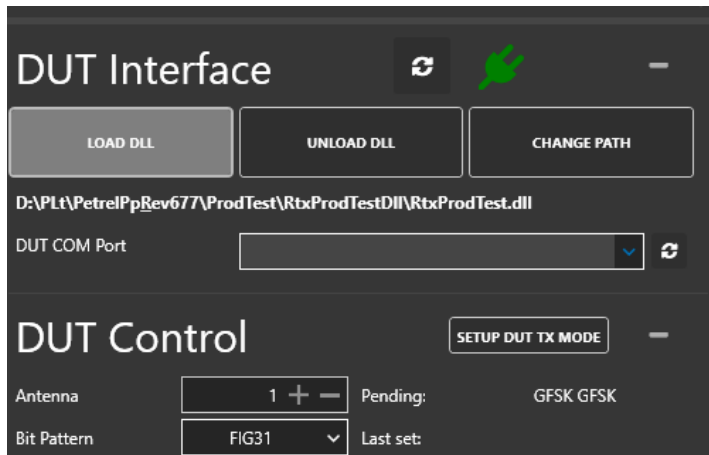 DUT Interface
LOAD DLL
UNLOAD DLL
CHANGE PATH
D:\PLt\PetrelPpRev677\ProdTest\RtxProdTestDll\RtxProdTest.dll
DUT COM Port
DUT Control
SETUP DUT TX MODE
Antenna 1 Pending: GFSK GFSK
Bit Pattern FIG31 Last set: